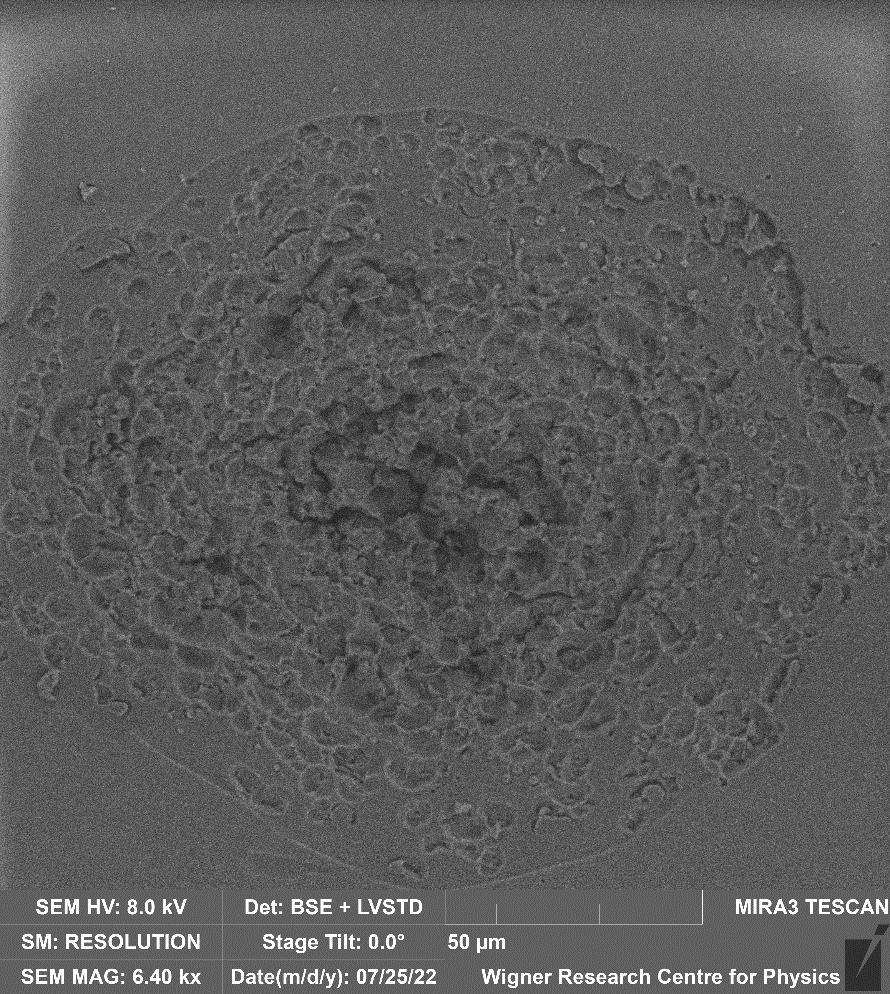 SEM HV: 8.0 kV Det: BSE + LVSTD MIRA3 TESCAN
SM: RESOLUTION Stage Tilt: 0.0° 50 µm
SEM MAG: 6.40 kx Date(m/d/y): 07/25/22 Wigner Research Centre for Physics